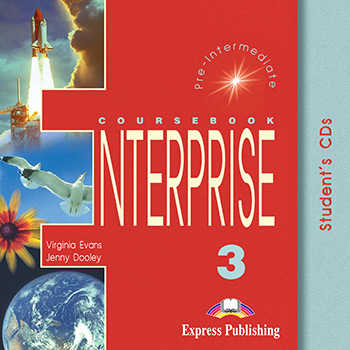 Pre-Intermediate
COURSEBOOK
ENTERPRISE
Virginia Evans
Jenny Dooley
3
Express Publishing
Student's CDs